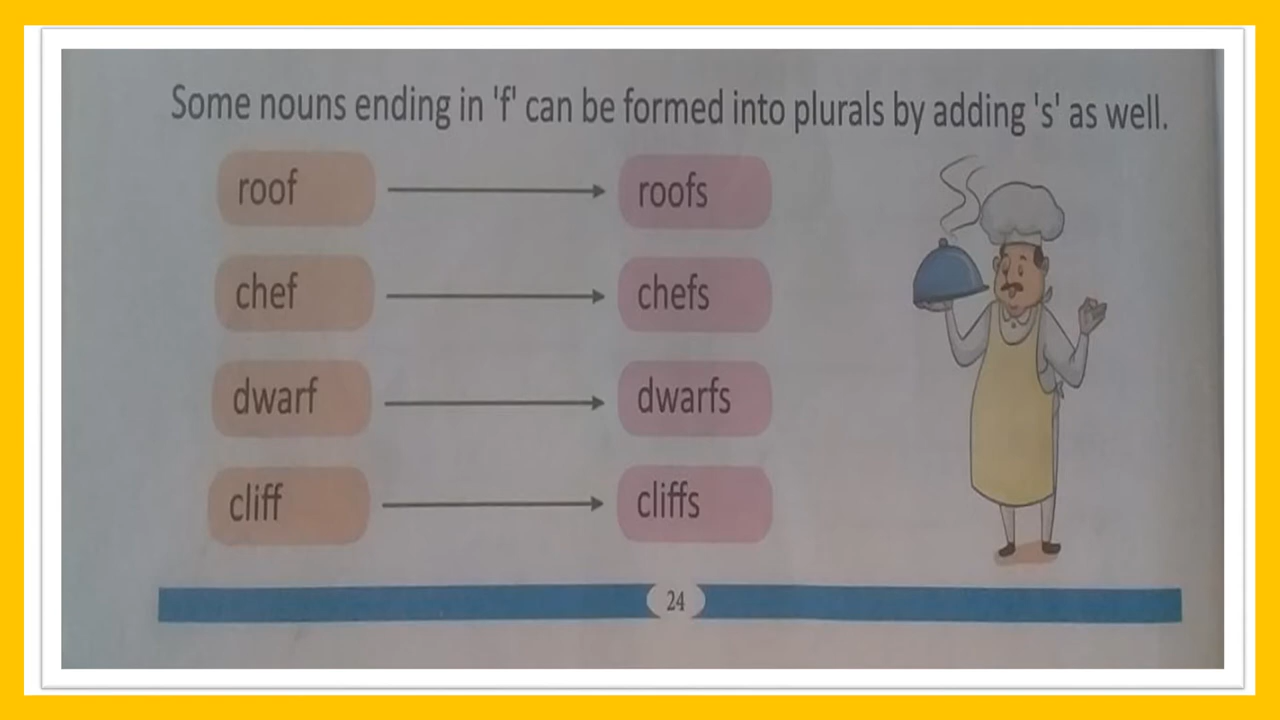 Some nouns ending in 'f' can be formed into plurals by adding 's' as well.
roof roofs
chef chefs
dwarf dwarfs
cliff cliffs
24